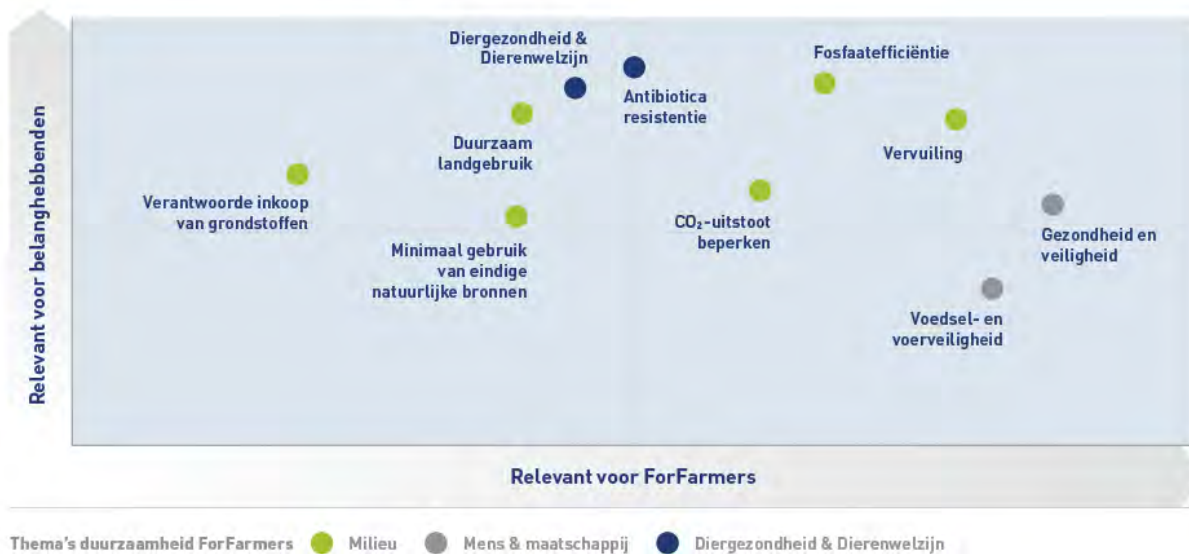 Relevant voor belanghebbenden
Diergezondheid &
Dierenwelzijn
Antibiotica
resistentie
Fosfaatefficiëntie
Duurzaam
landgebruik
Vervuiling
Verantwoorde inkoop
van grondstoffen
Minimaal gebruik
van eindige
natuurlijke bronnen
CO₂-uitstoot
beperken
Gezondheid en
veiligheid
Voedsel- en
voerveiligheid
Relevant voor ForFarmers
Thema's duurzaamheid ForFarmers Milieu Mens & maatschappij Diergezondheid & Dierenwelzijn